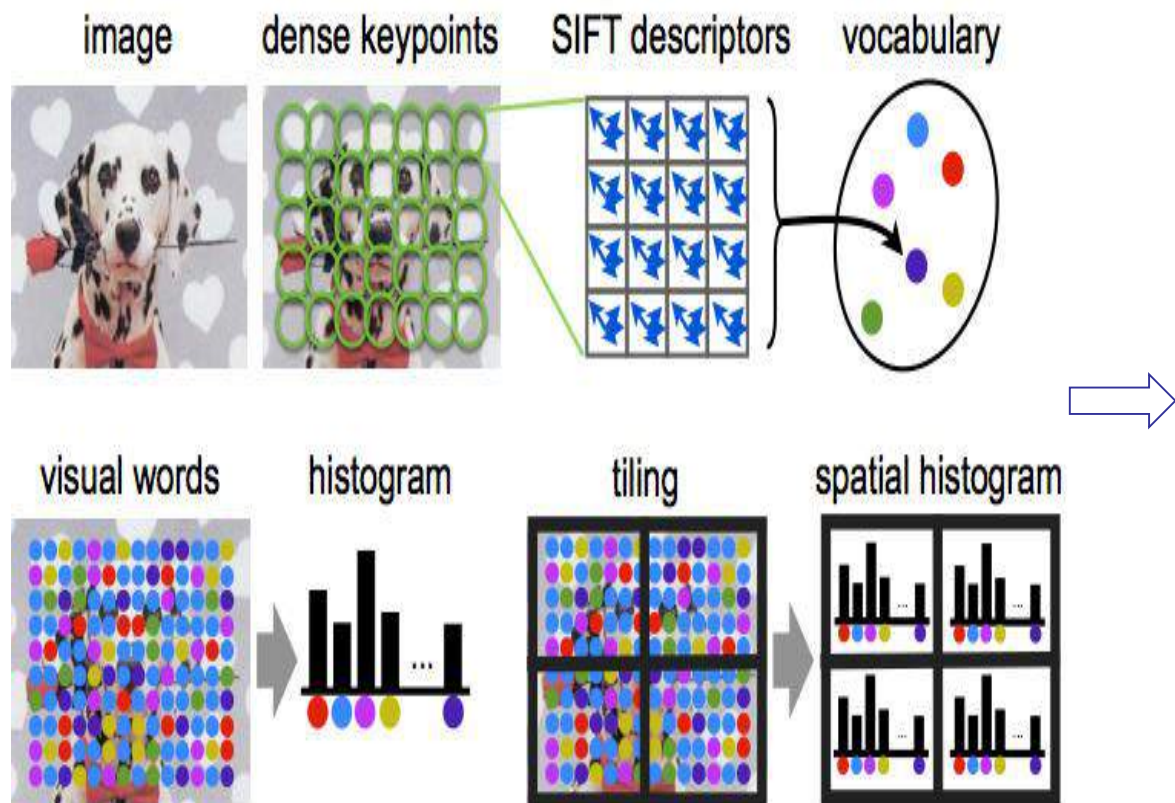 image
dense keypoints
SIFT descriptors
vocabulary
visual words
histogram
tiling
spatial histogram
...
...
...
...
...